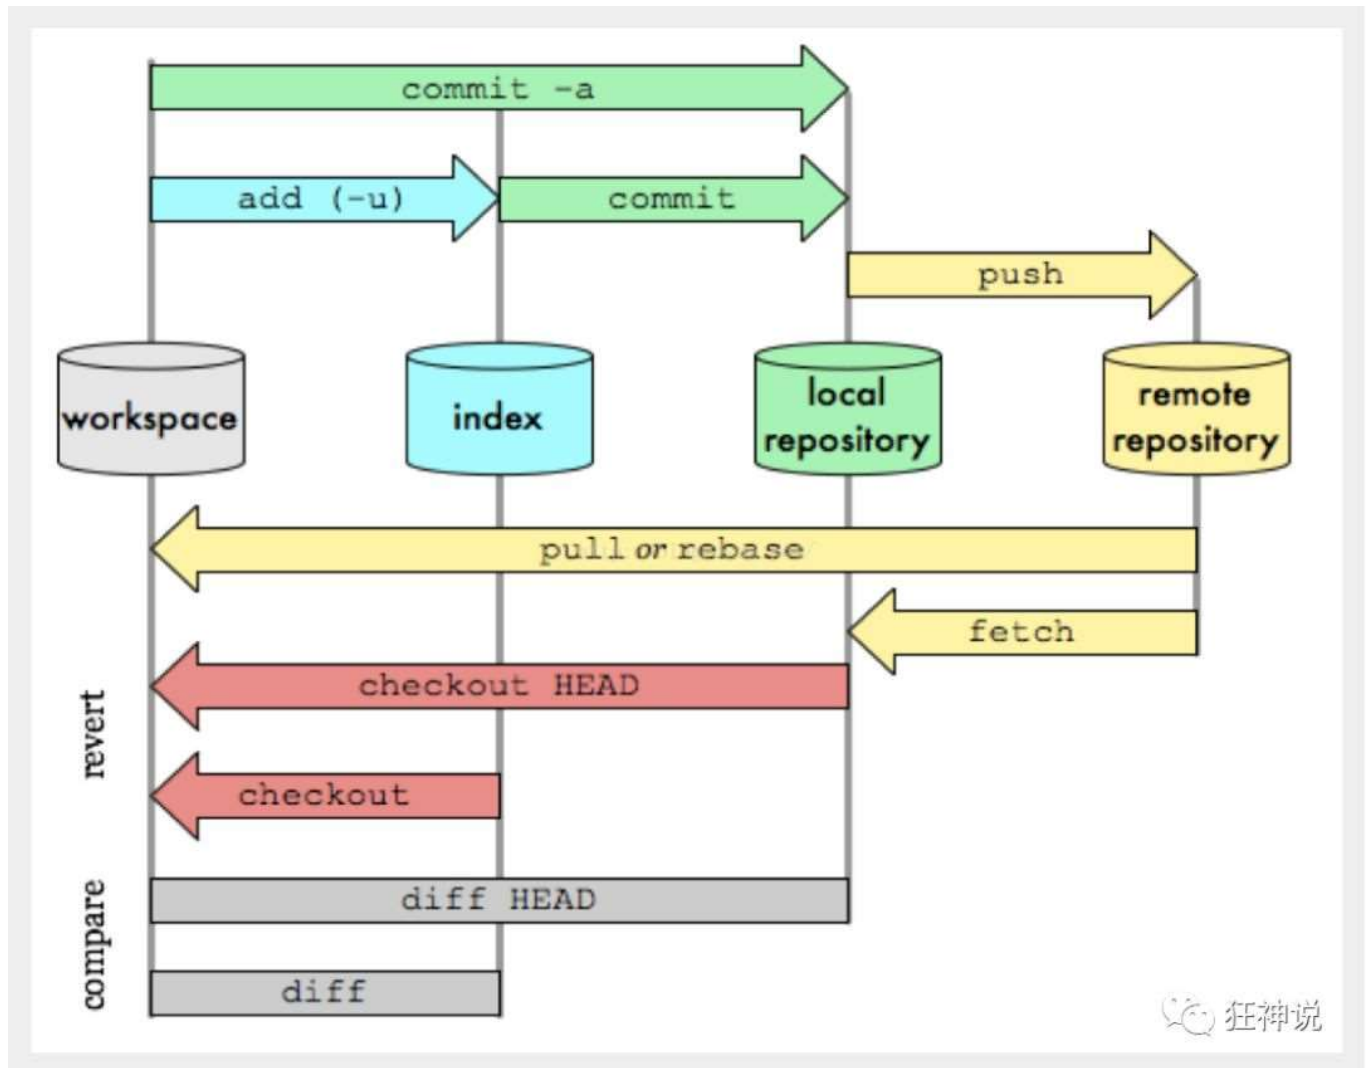 commit -a
add (-u)
commit
push
workspace
index
local
repository
remote
repository
pull or rebase
fetch
revert
checkout HEAD
checkout
compare
diff HEAD
diff
狂神说